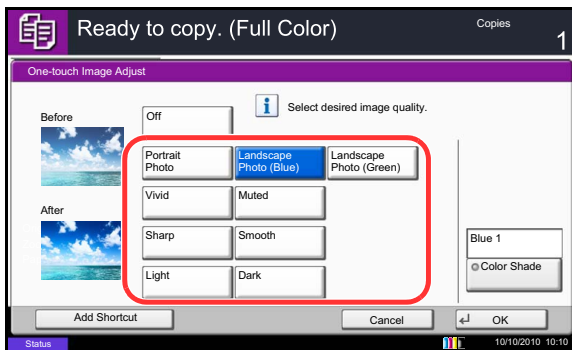 Ready to copy. (Full Color)
Copies
1
One-touch Image Adjust
Before
Off
i
Select desired image quality.
Portrait
Photo
Landscape
Photo (Blue)
Landscape
Photo (Green)
Vivid
Muted
After
Sharp
Smooth
Blue 1
Color Shade
Light
Dark
Add Shortcut
Cancel
OK
Status
10/10/2010 10:10